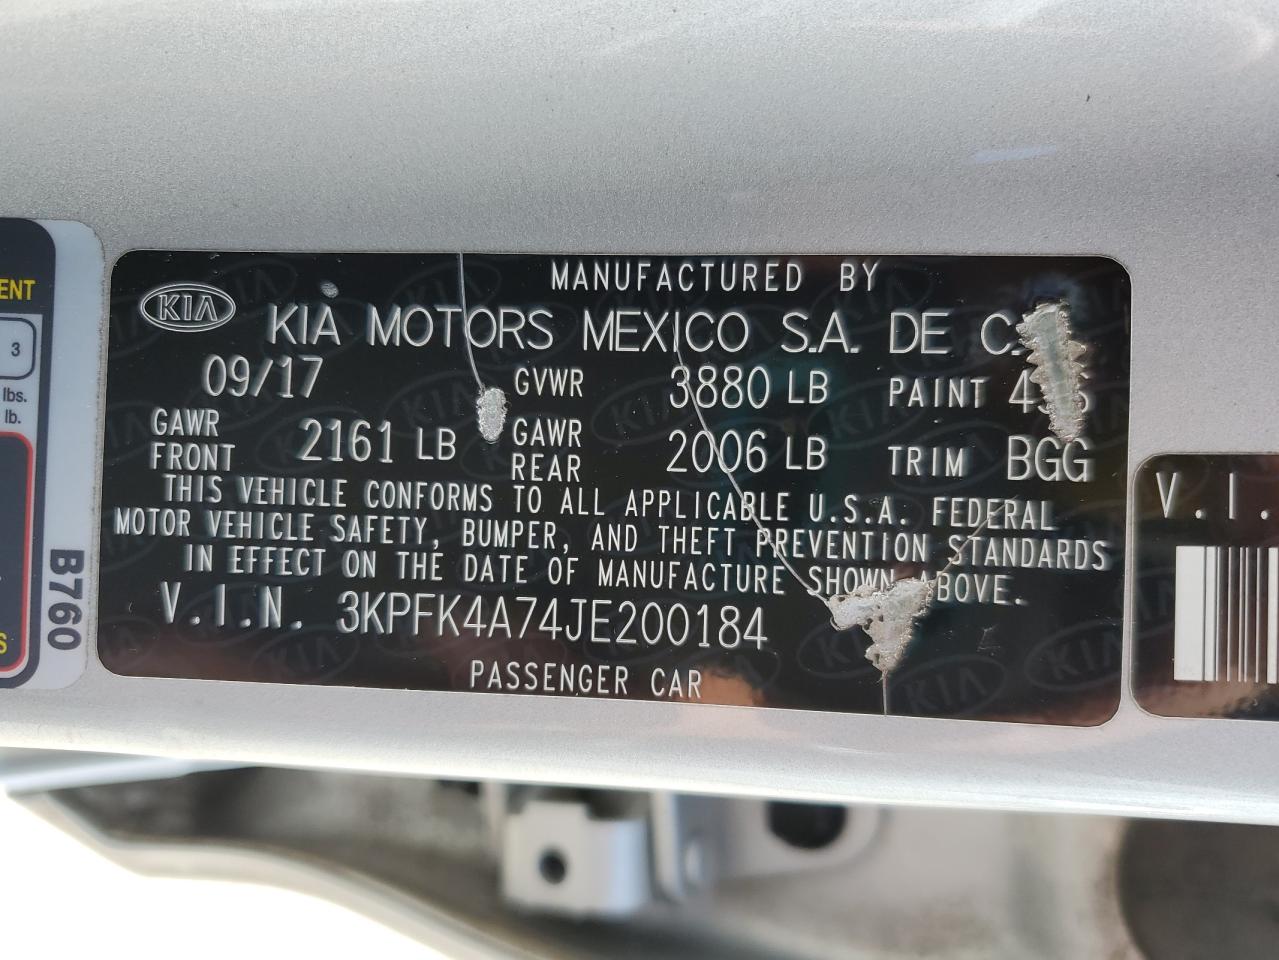 MANUFACTURED BY
KIA
KIA MOTORS MEXICO S.A. DE C.
09/17 GVWR 3880 LB PAINT
GAWR FRONT 2161 LB GAWR REAR 2006 LB TRIM BGG
THIS VEHICLE CONFORMS TO ALL APPLICABLE U.S.A. FEDERAL
MOTOR VEHICLE SAFETY, BUMPER, AND THEFT PREVENTION STANDARDS
IN EFFECT ON THE DATE OF MANUFACTURE SHOWN ABOVE.
V.I.N. 3KPFK4A74JE200184
PASSENGER CAR
3
lbs.
lb.
B760
V.I.